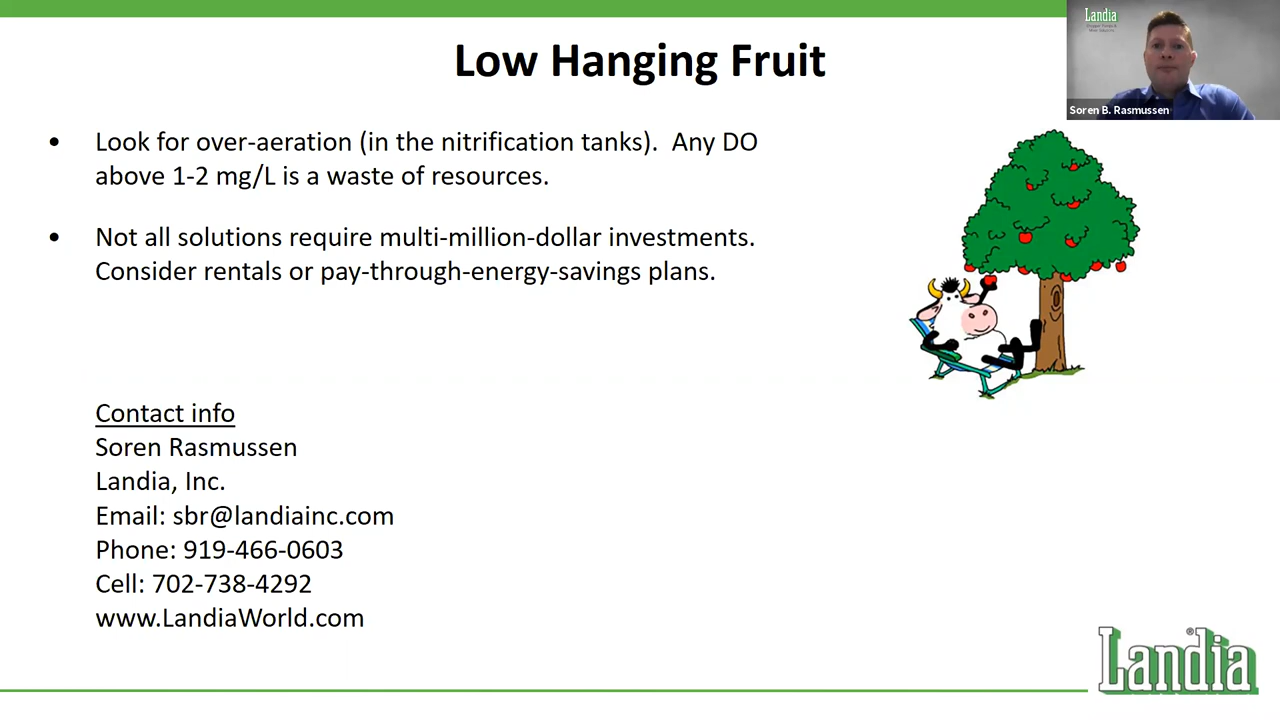 Low Hanging Fruit
Landia
Soren B. Rasmussen
• Look for over-aeration (in the nitrification tanks).  Any DO
above 1-2 mg/L is a waste of resources.
• Not all solutions require multi-million-dollar investments.
Consider rentals or pay-through-energy-savings plans.
Contact info
Soren Rasmussen
Landia, Inc.
Email: sbr@landiainc.com
Phone: 919-466-0603
Cell: 702-738-4292
www.LandiaWorld.com
Landia®